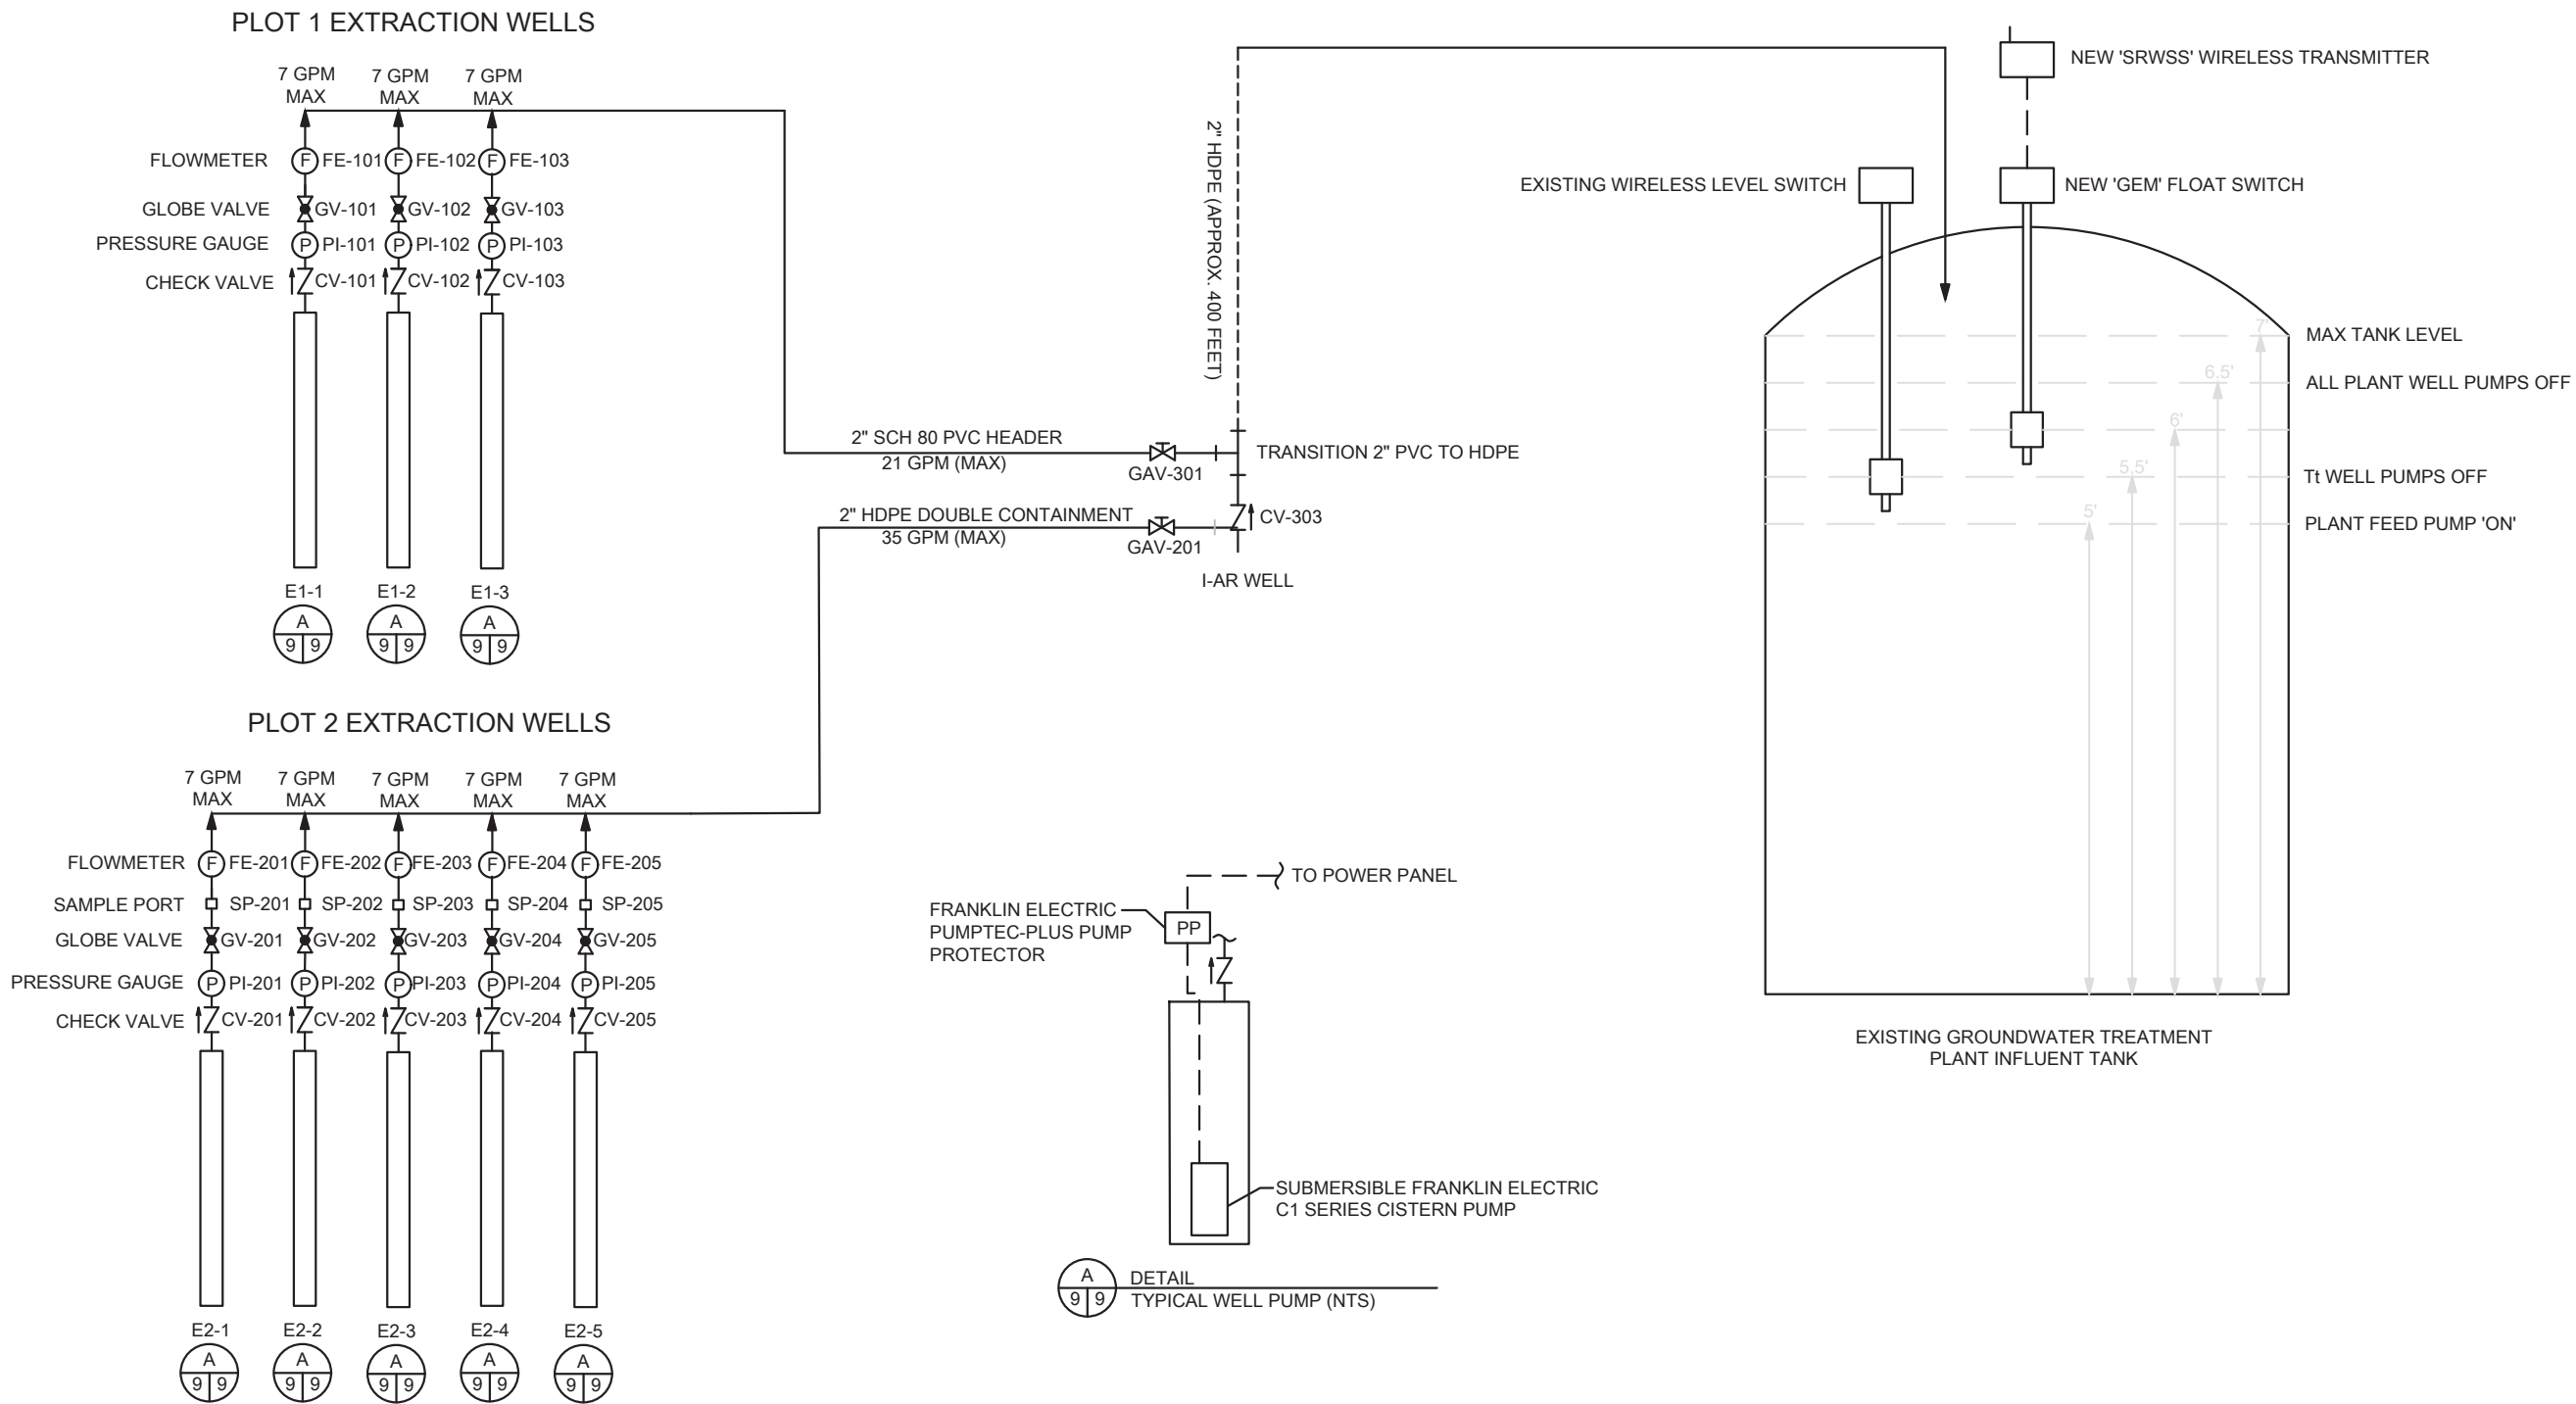 PLOT 1 EXTRACTION WELLS
7 GPM
MAX
7 GPM
MAX
7 GPM
MAX
FLOWMETER F FE-101 F FE-102 F FE-103
GLOBE VALVE GV-101 GV-102 GV-103
PRESSURE GAUGE P PI-101 P PI-102 P PI-103
CHECK VALVE CV-101 CV-102 CV-103
E1-1 E1-2 E1-3
A A A
9 9 9 9 9 9
PLOT 2 EXTRACTION WELLS
7 GPM
MAX
7 GPM
MAX
7 GPM
MAX
7 GPM
MAX
7 GPM
MAX
FLOWMETER F FE-201 F FE-202 F FE-203 F FE-204 F FE-205
SAMPLE PORT SP-201 SP-202 SP-203 SP-204 SP-205
GLOBE VALVE GV-201 GV-202 GV-203 GV-204 GV-205
PRESSURE GAUGE P PI-201 P PI-202 P PI-203 P PI-204 P PI-205
CHECK VALVE CV-201 CV-202 CV-203 CV-204 CV-205
E2-1 E2-2 E2-3 E2-4 E2-5
A A A A A
9 9 9 9 9 9 9 9 9 9
2" HDPE (APPROX. 400 FEET)
2" SCH 80 PVC HEADER
21 GPM (MAX)
GAV-301
TRANSITION 2" PVC TO HDPE
2" HDPE DOUBLE CONTAINMENT
35 GPM (MAX)
GAV-201
CV-303
I-AR WELL
TO POWER PANEL
FRANKLIN ELECTRIC
PUMPTEC-PLUS PUMP
PROTECTOR
PP
SUBMERSIBLE FRANKLIN ELECTRIC
C1 SERIES CISTERN PUMP
A
9 9
DETAIL
TYPICAL WELL PUMP (NTS)
NEW 'SRWSS' WIRELESS TRANSMITTER
EXISTING WIRELESS LEVEL SWITCH
NEW 'GEM' FLOAT SWITCH
7'
MAX TANK LEVEL
6.5'
ALL PLANT WELL PUMPS OFF
6'
5.5'
Tt WELL PUMPS OFF
5'
PLANT FEED PUMP 'ON'
EXISTING GROUNDWATER TREATMENT
PLANT INFLUENT TANK